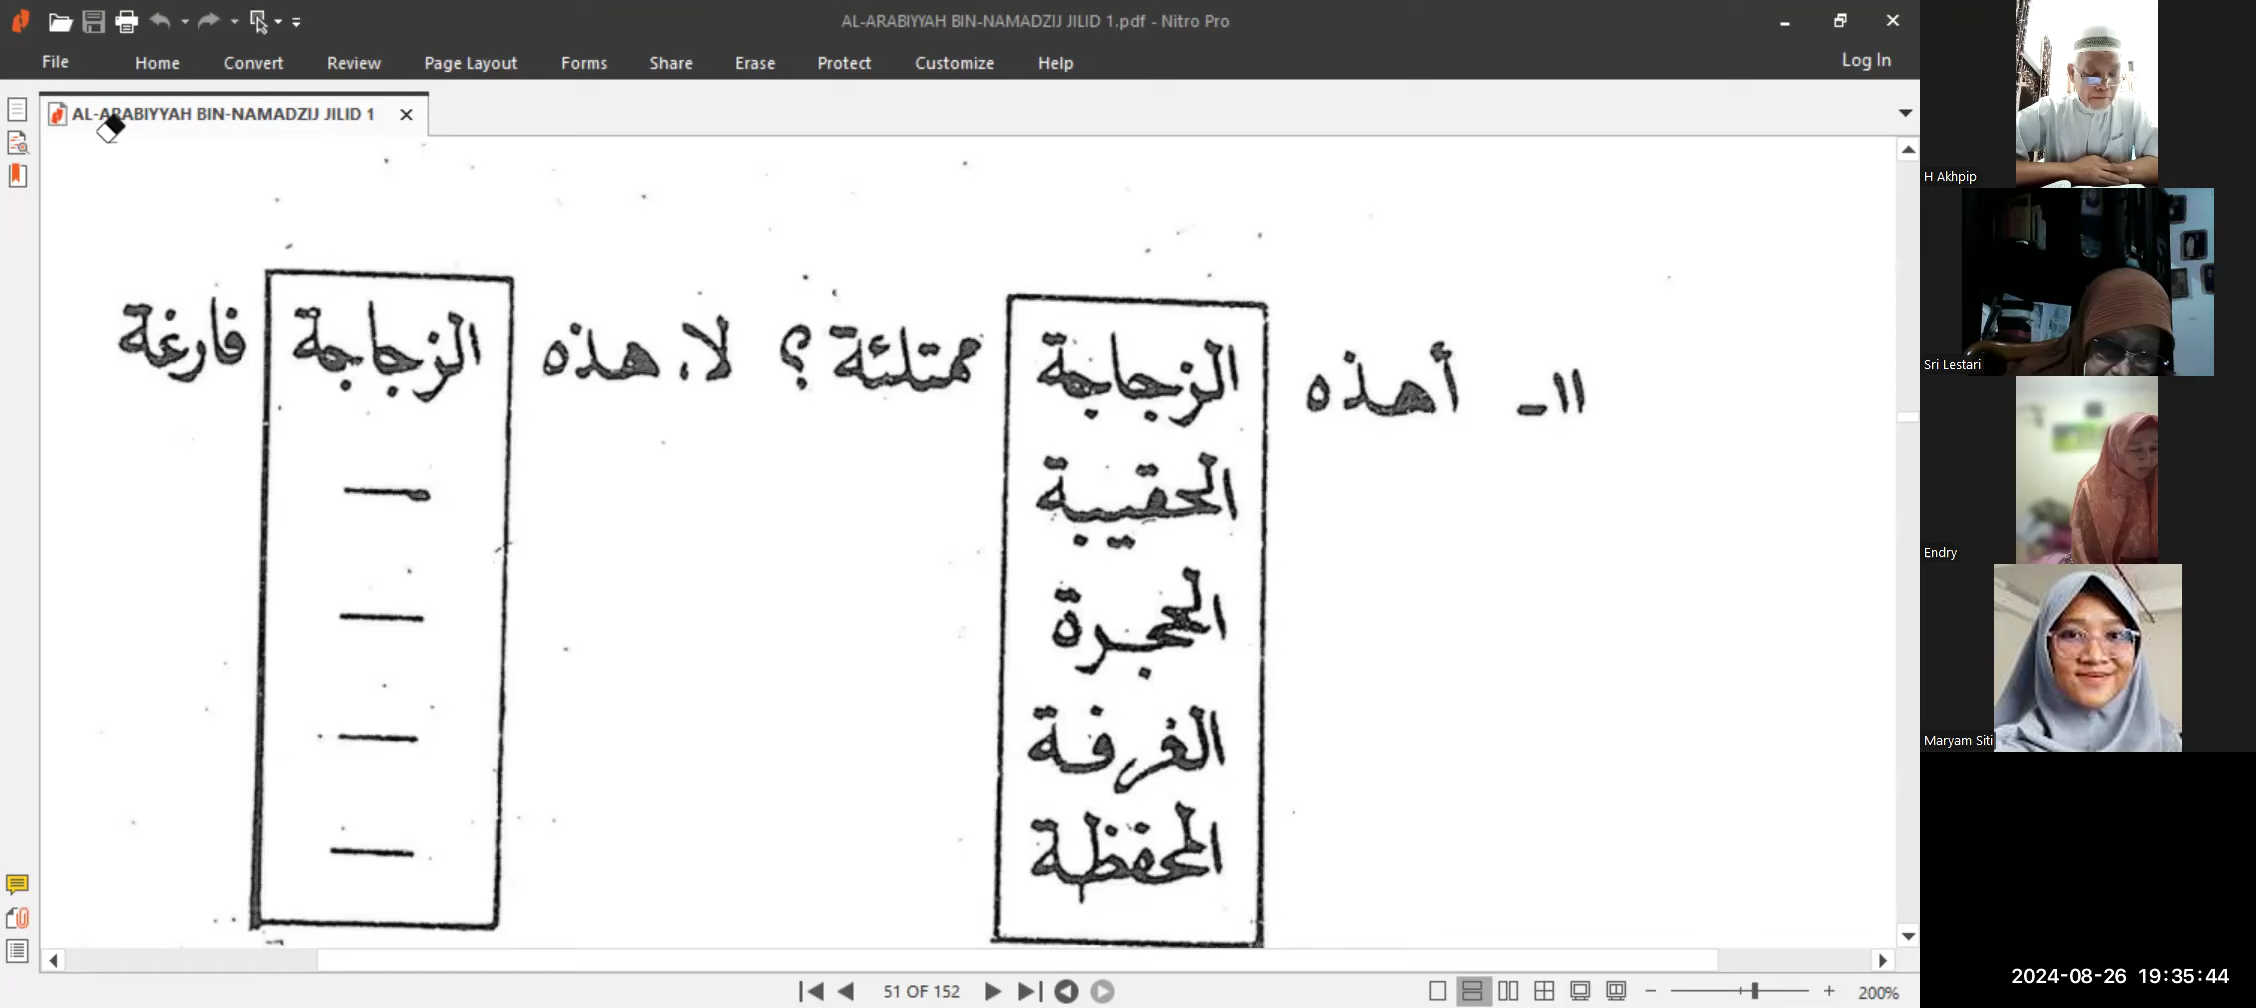 AL-ARABIYYAH BIN-NAMADZIJ JILID 1.pdf - Nitro Pro
File Home Convert Review Page Layout Forms Share Erase Protect Customize Help Log In
AL-ARABIYYAH BIN-NAMADZIJ JILID 1
١١- أهذه الزجاجة ممتلئة ؟ لا، هذه الزجاجة فارغة
الحقيبة
الحجرة
الغرفة
المحفظة
51 OF 152
200%
H Akhpip
Sri Lestari
Endry
Maryam Siti
2024-08-26 19:35:44